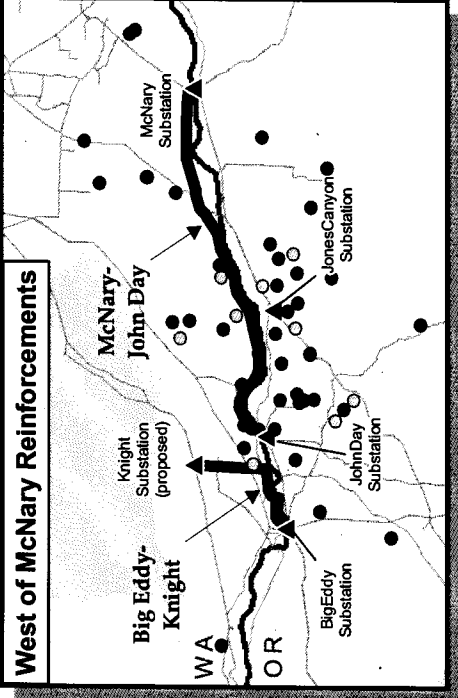 West of McNary Reinforcements
McNary
Substation
McNary-
John Day
JonesCanyon
Substation
Knight
Substation
(proposed)
JohnDay
Substation
Big Eddy-
Knight
BigEddy
Substation
WA
OR